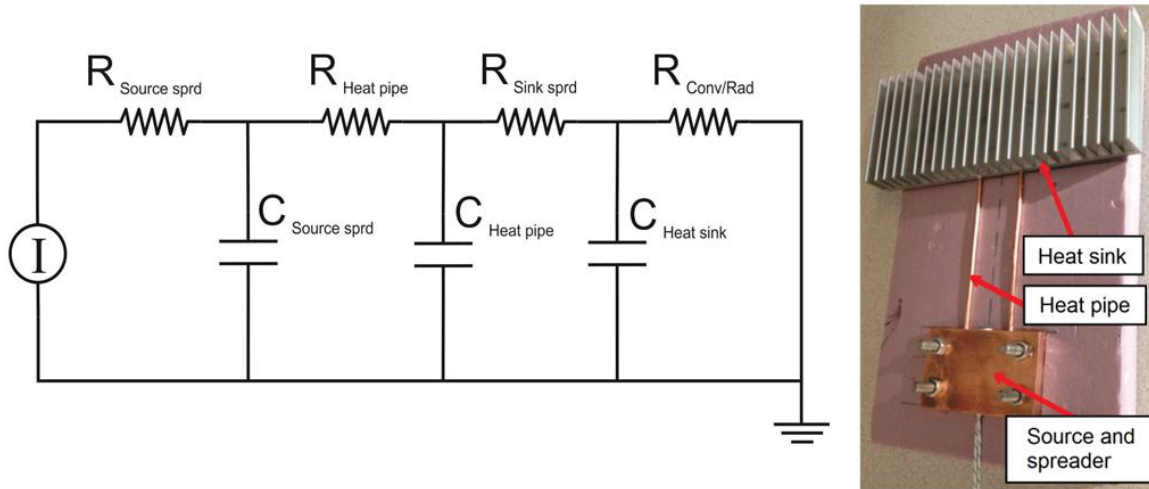 R Source sprd
R Heat pipe
R Sink sprd
R Conv/Rad
C Source sprd
C Heat pipe
C Heat sink
I
Heat sink
Heat pipe
Source and
spreader